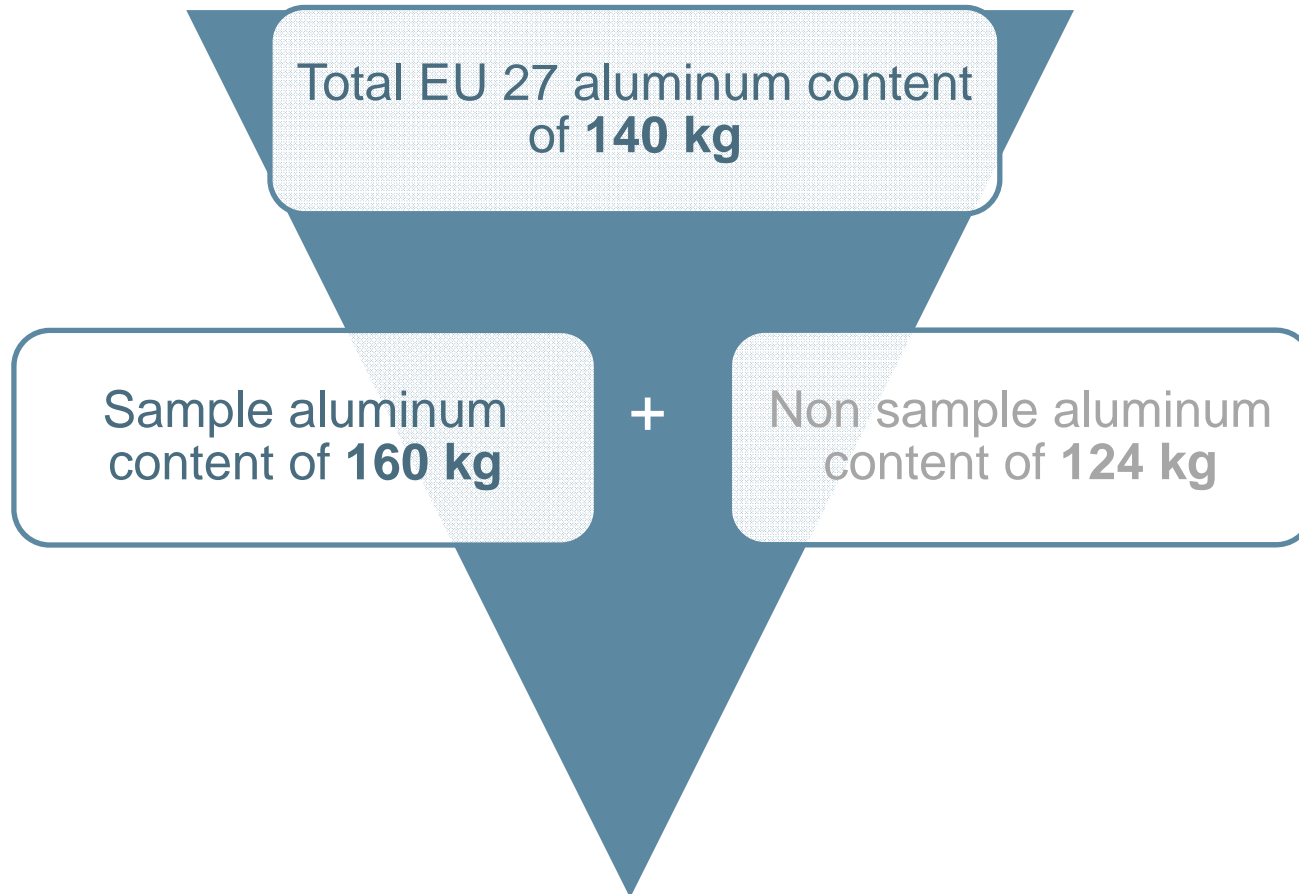 Total EU 27 aluminum content
of 140 kg
Sample aluminum
content of 160 kg
+
Non sample aluminum
content of 124 kg